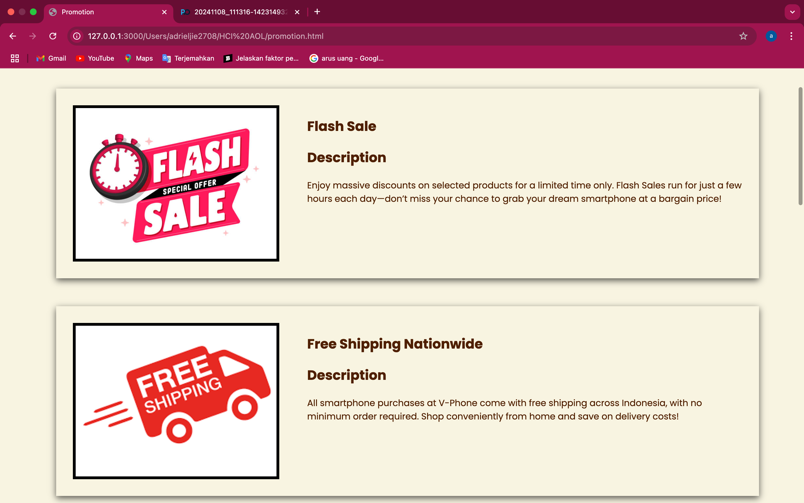 Promotion
20241108_111316-1423149
127.0.0.1:3000/Users/adrieljie2708/HCI%20AOL/promotion.html
a
Gmail
YouTube
Maps
Terjemahkan
Jelaskan faktor pe...
arus uang - Googl...
FLASH
SPECIAL OFFER
SALE
Flash Sale
Description
Enjoy massive discounts on selected products for a limited time only. Flash Sales run for just a few
hours each day—don’t miss your chance to grab your dream smartphone at a bargain price!
FREE
SHIPPING
Free Shipping Nationwide
Description
All smartphone purchases at V-Phone come with free shipping across Indonesia, with no
minimum order required. Shop conveniently from home and save on delivery costs!